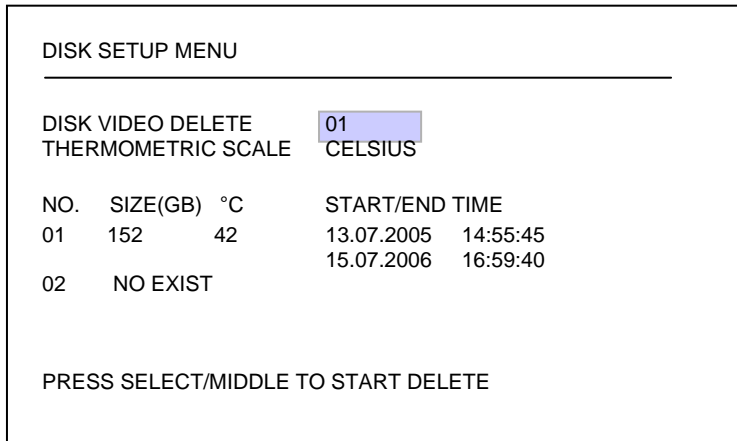 DISK SETUP MENU
DISK VIDEO DELETE 01
THERMOMETRIC SCALE CELSIUS
NO. SIZE(GB) °C START/END TIME
01 152 42 13.07.2005 14:55:45
15.07.2006 16:59:40
02 NO EXIST
PRESS SELECT/MIDDLE TO START DELETE